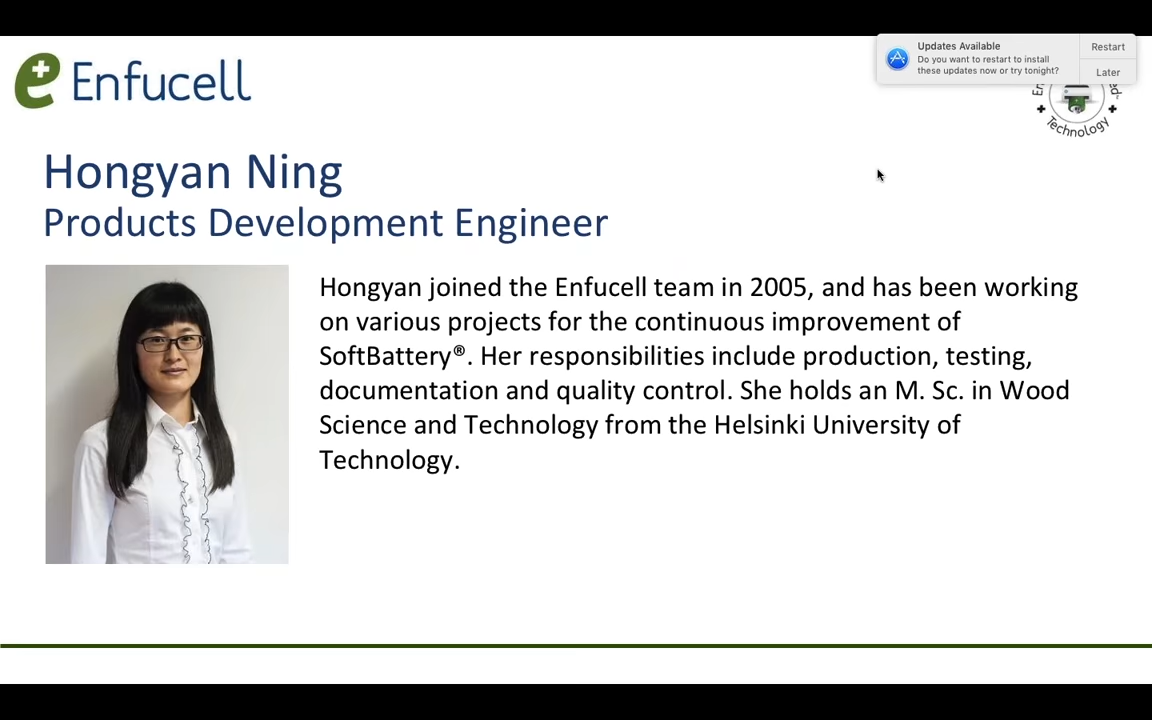 Enfucell
Updates Available
Do you want to restart to install
these updates now or try tonight?
Restart
Later
Technology
Hongyan Ning
Products Development Engineer
Hongyan joined the Enfucell team in 2005, and has been working
on various projects for the continuous improvement of
SoftBattery®. Her responsibilities include production, testing,
documentation and quality control. She holds an M. Sc. in Wood
Science and Technology from the Helsinki University of
Technology.